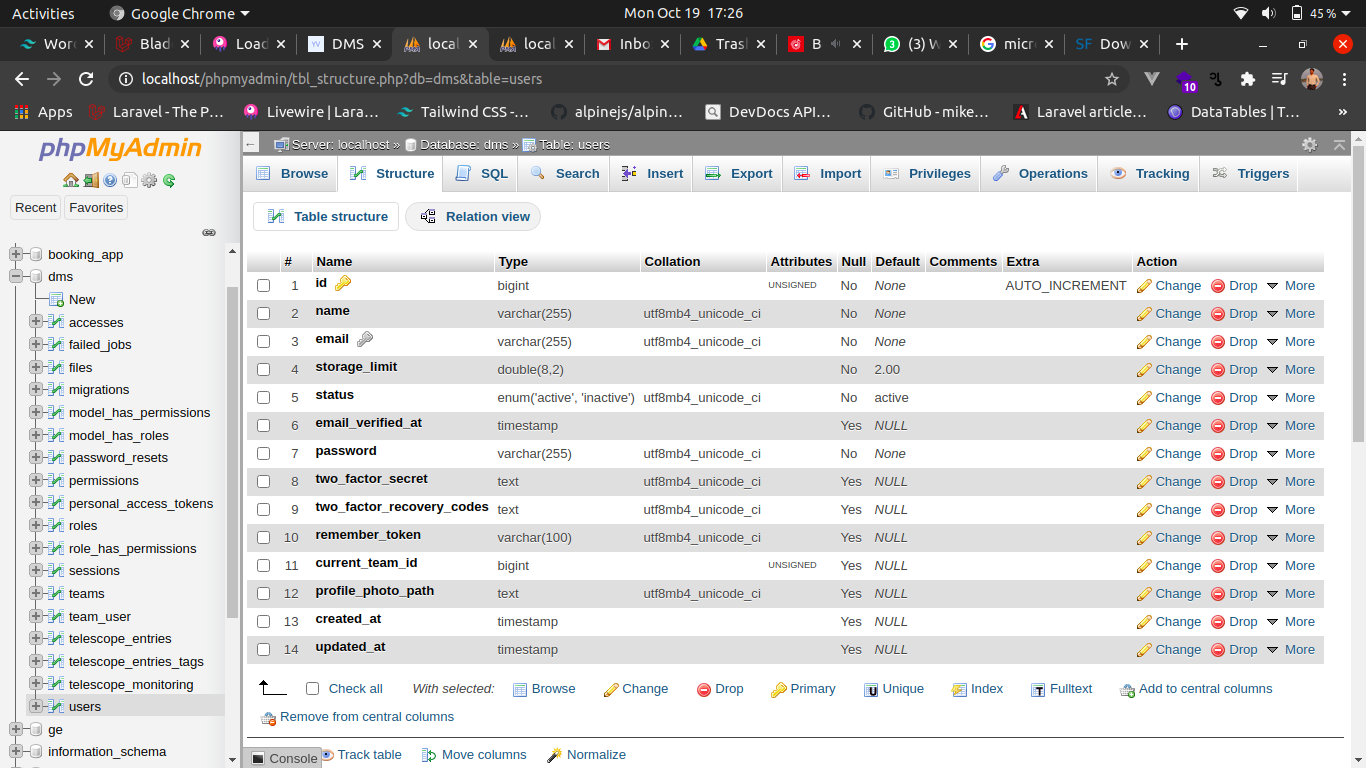 Activities Google Chrome Mon Oct 19 17:26 45 %
Wor Blad Load DMS local local Inbo Trash B (3) W micr Dow
localhost/phpmyadmin/tbl_structure.php?db=dms&table=users 10
Apps Laravel - The P... Livewire | Lara... Tailwind CSS -... alpinejs/alpin... DevDocs API... GitHub - mike... Laravel article... DataTables | T... »
phpMyAdmin
Recent Favorites
booking_app
dms
New
accesses
failed_jobs
files
migrations
model_has_permissions
model_has_roles
password_resets
permissions
personal_access_tokens
roles
role_has_permissions
sessions
teams
team_user
telescope_entries
telescope_entries_tags
telescope_monitoring
users
ge
information_schema
Server: localhost » Database: dms » Table: users
Browse Structure SQL Search Insert Export Import Privileges Operations Tracking Triggers
Table structure Relation view
# Name Type Collation Attributes Null Default Comments Extra Action
1 id bigint UNSIGNED No None AUTO_INCREMENT Change Drop More
2 name varchar(255) utf8mb4_unicode_ci No None Change Drop More
3 email varchar(255) utf8mb4_unicode_ci No None Change Drop More
4 storage_limit double(8,2) No 2.00 Change Drop More
5 status enum('active', 'inactive') utf8mb4_unicode_ci No active Change Drop More
6 email_verified_at timestamp Yes NULL Change Drop More
7 password varchar(255) utf8mb4_unicode_ci No None Change Drop More
8 two_factor_secret text utf8mb4_unicode_ci Yes NULL Change Drop More
9 two_factor_recovery_codes text utf8mb4_unicode_ci Yes NULL Change Drop More
10 remember_token varchar(100) utf8mb4_unicode_ci Yes NULL Change Drop More
11 current_team_id bigint UNSIGNED Yes NULL Change Drop More
12 profile_photo_path text utf8mb4_unicode_ci Yes NULL Change Drop More
13 created_at timestamp Yes NULL Change Drop More
14 updated_at timestamp Yes NULL Change Drop More
Check all With selected: Browse Change Drop Primary Unique Index Fulltext Add to central columns
Remove from central columns
Console Track table Move columns Normalize